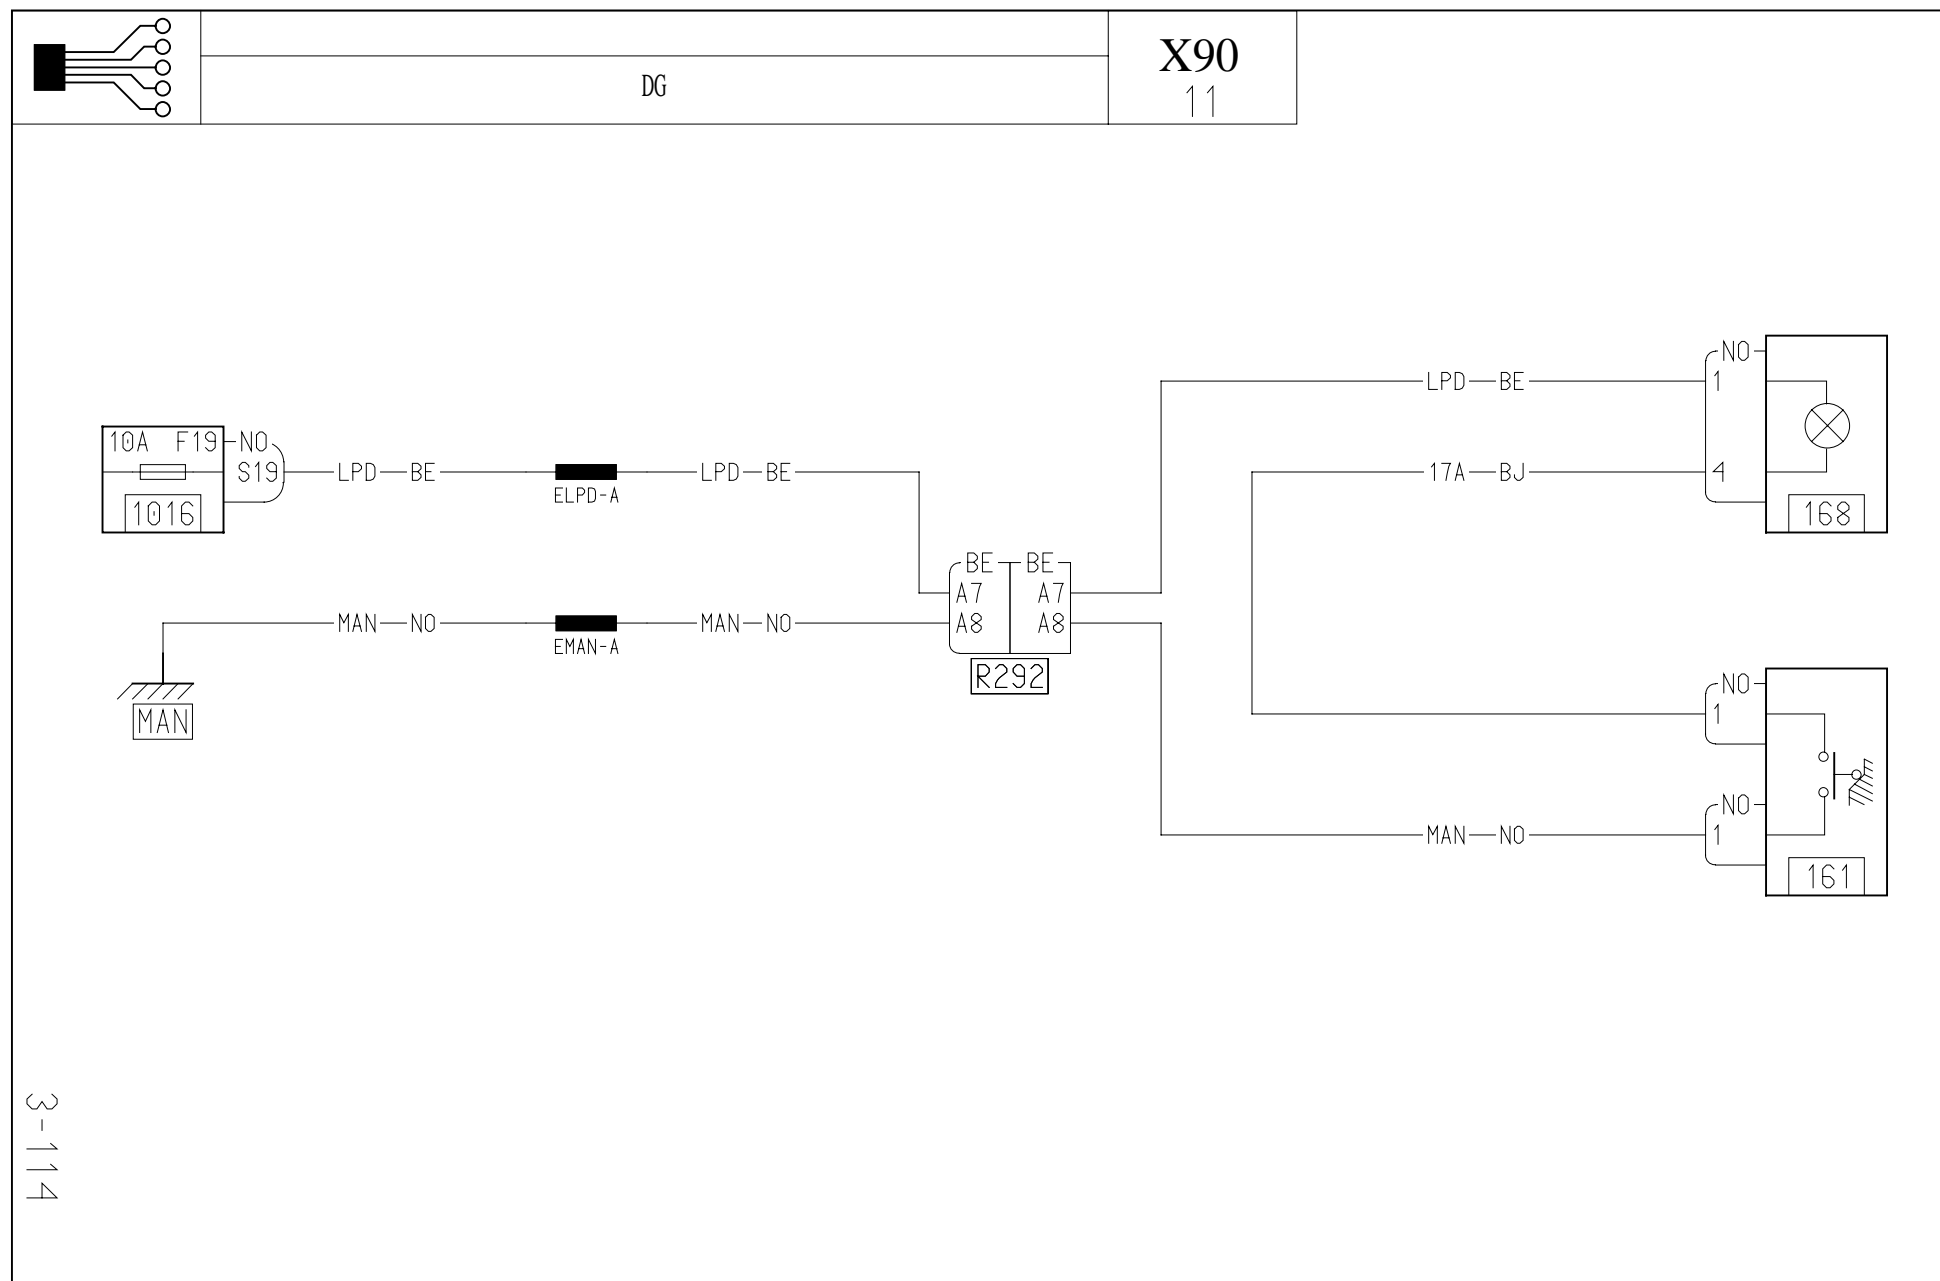 X90
DG
11
NO
LPD BE
1
10A F19 NO
S19 LPD BE LPD BE 17A BJ 4
ELPD-A
1016
168
BE BE
A7 A7
MAN NO MAN NO A8 A8
EMAN-A
R292
NO
MAN
1
NO
MAN NO 1
161
3-114